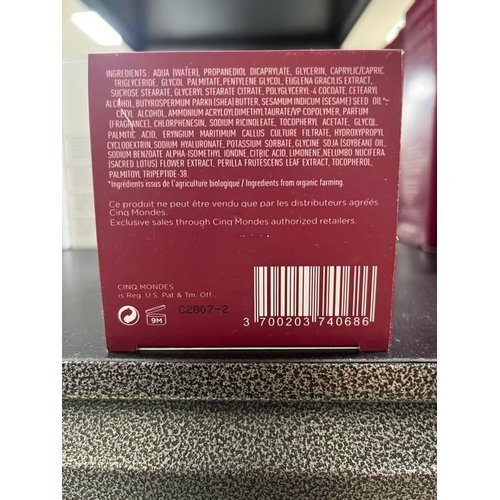 INGREDIENTS : AQUA (WATER), PROPANEDIOL DICAPRYLATE, GLYCERIN, CAPRYLIC/CAPRIC
TRIGLYCERIDE, GLYCOL PALMITATE, PENTYLENE GLYCOL, EUGLENA GRACILIS EXTRACT,
SUCROSE STEARATE, GLYCERYL STEARATE CITRATE, POLYGLYCERYL-4 COCOATE, CETEARYL
ALCOHOL, BUTYROSPERMUM PARKII (SHEA) BUTTER, SESAMUM INDICUM (SESAME) SEED OIL*,
CETYL ALCOHOL, AMMONIUM ACRYLOYLDIMETHYLTAURATE/VP COPOLYMER, PARFUM
(FRAGRANCE), CHLORPHENESIN, SODIUM RICINOLEATE, TOCOPHERYL ACETATE, GLYCOL,
PALMITIC ACID, ERYNGIUM MARITIMUM CALLUS CULTURE FILTRATE, HYDROXYPROPYL
CYCLODEXTRIN, SODIUM HYALURONATE, POTASSIUM SORBATE, GLYCINE SOJA (SOYBEAN) OIL,
SODIUM BENZOATE ALPHA-ISOMETHYL IONONE, CITRIC ACID, LIMONENE, NELUMBO NUCIFERA
(SACRED LOTUS) FLOWER EXTRACT, PERILLA FRUTESCENS LEAF EXTRACT, TOCOPHEROL,
PALMITOYL TRIPEPTIDE-38.
*Ingrédients issus de l'agriculture biologique / Ingredients from organic farming.
Ce produit ne peut être vendu que par les distributeurs agréés
Cinq Mondes.
Exclusive sales through Cinq Mondes authorized retailers.
CINQ MONDES
is Reg. U.S. Pat & Tm. Off.
9M
C2807-2
3 700203 740686